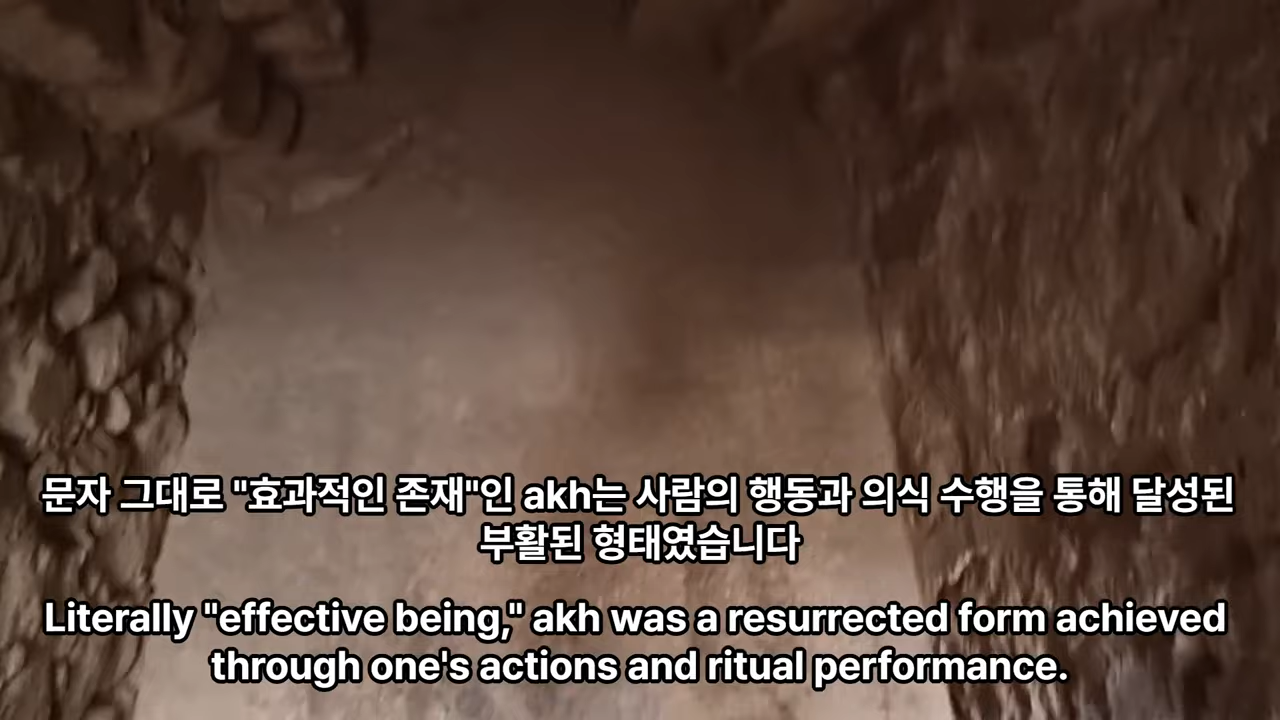 문자 그대로 "효과적인 존재"인 akh는 사람의 행동과 의식 수행을 통해 달성된
부활된 형태였습니다
Literally "effective being," akh was a resurrected form achieved
through one's actions and ritual performance.